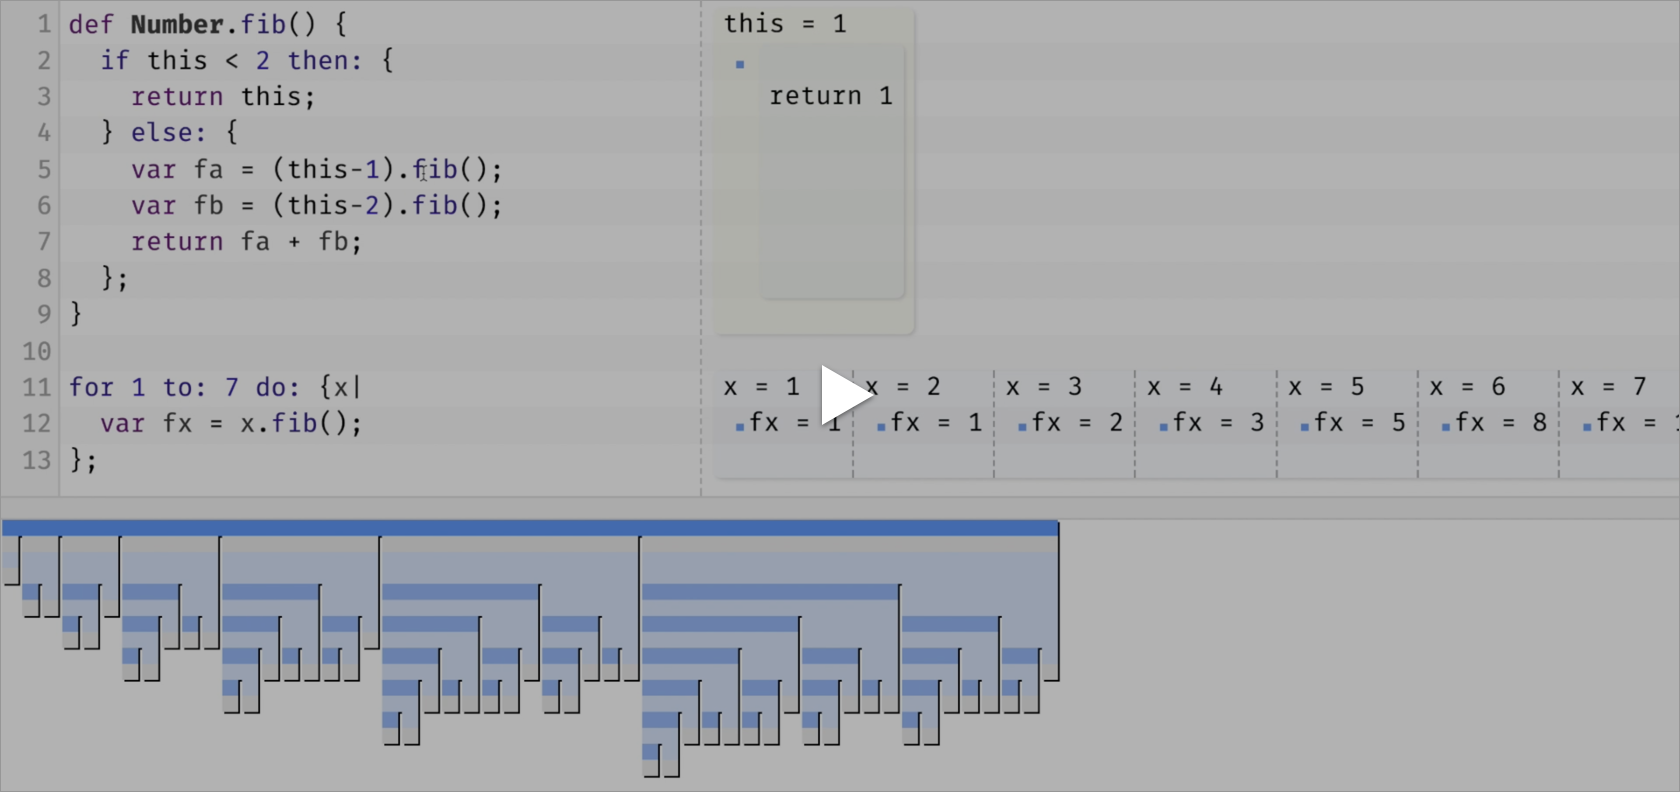 1 def Number.fib() {
2 if this < 2 then: {
3 return this;
4 } else: {
5 var fa = (this-1).fib();
6 var fb = (this-2).fib();
7 return fa + fb;
8 };
9 }
10
11 for 1 to: 7 do: {x|
12 var fx = x.fib();
13 };
this = 1
return 1
x = 1 x = 2 x = 3 x = 4 x = 5 x = 6 x = 7
fx = 1 fx = 1 fx = 2 fx = 3 fx = 5 fx = 8 fx =